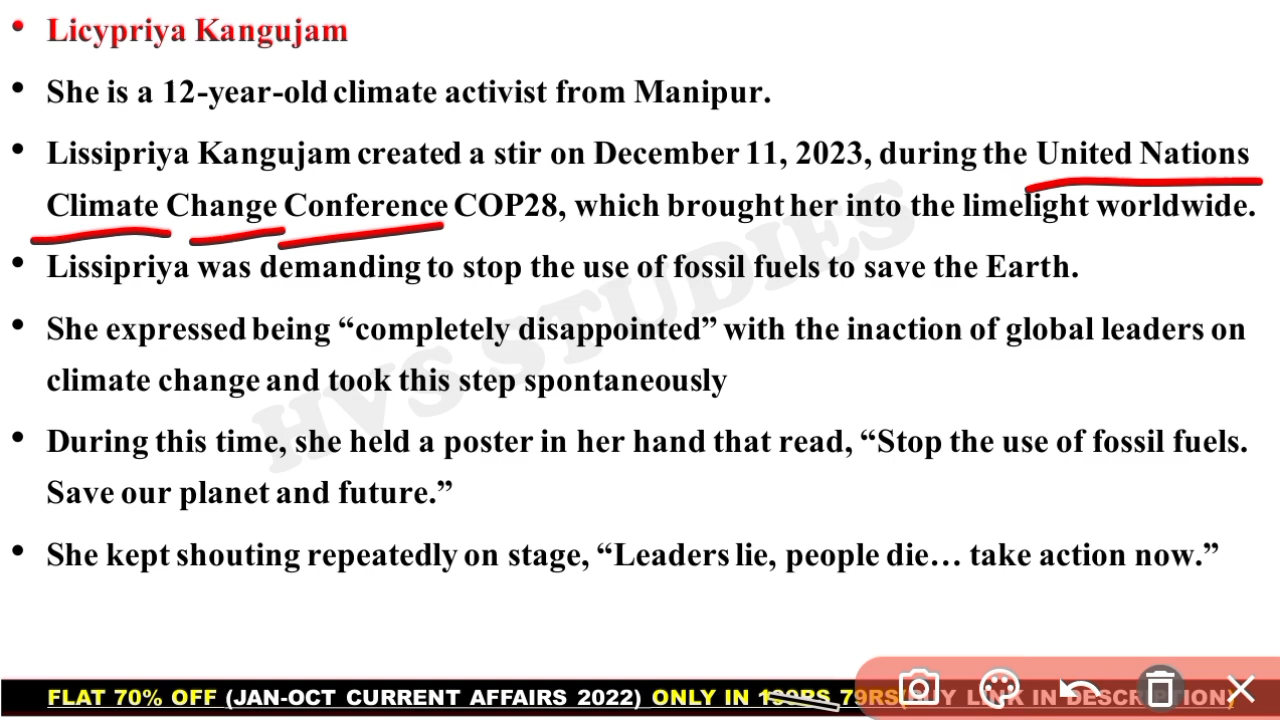 • Licypriya Kangujam
• She is a 12-year-old climate activist from Manipur.
• Lissipriya Kangujam created a stir on December 11, 2023, during the United Nations
Climate Change Conference COP28, which brought her into the limelight worldwide.
• Lissipriya was demanding to stop the use of fossil fuels to save the Earth.
• She expressed being “completely disappointed” with the inaction of global leaders on
climate change and took this step spontaneously
• During this time, she held a poster in her hand that read, “Stop the use of fossil fuels.
Save our planet and future.”
• She kept shouting repeatedly on stage, “Leaders lie, people die… take action now.”
HVS STUDIES
FLAT 70% OFF (JAN-OCT CURRENT AFFAIRS 2022) ONLY IN 79RS LINK IN